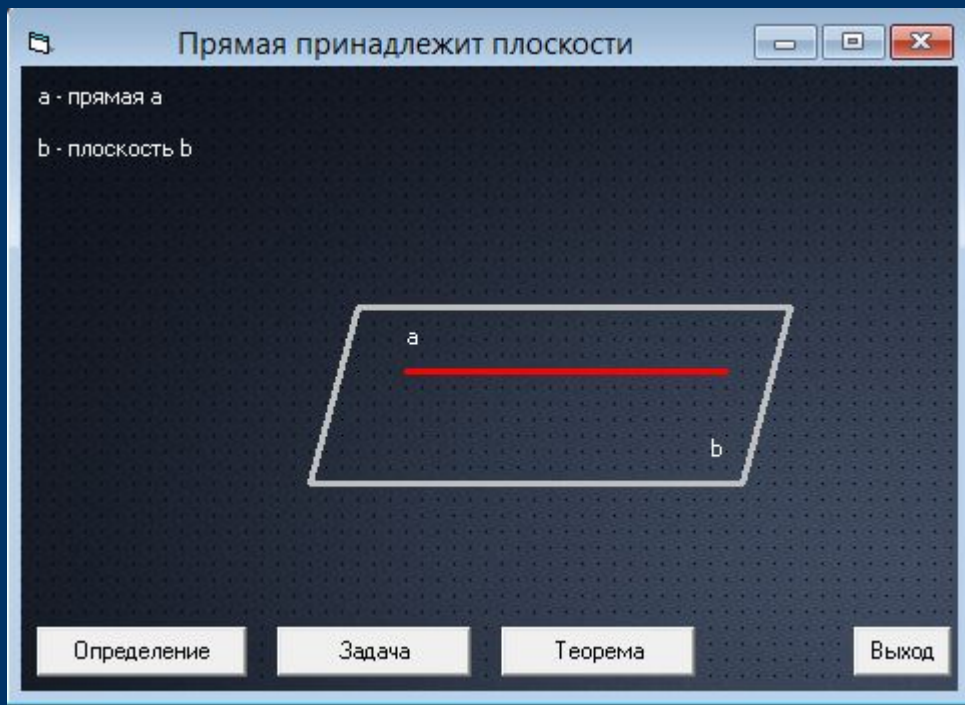 Прямая принадлежит плоскости
a - прямая a
b - плоскость b
a
b
Определение
Задача
Теорема
Выход